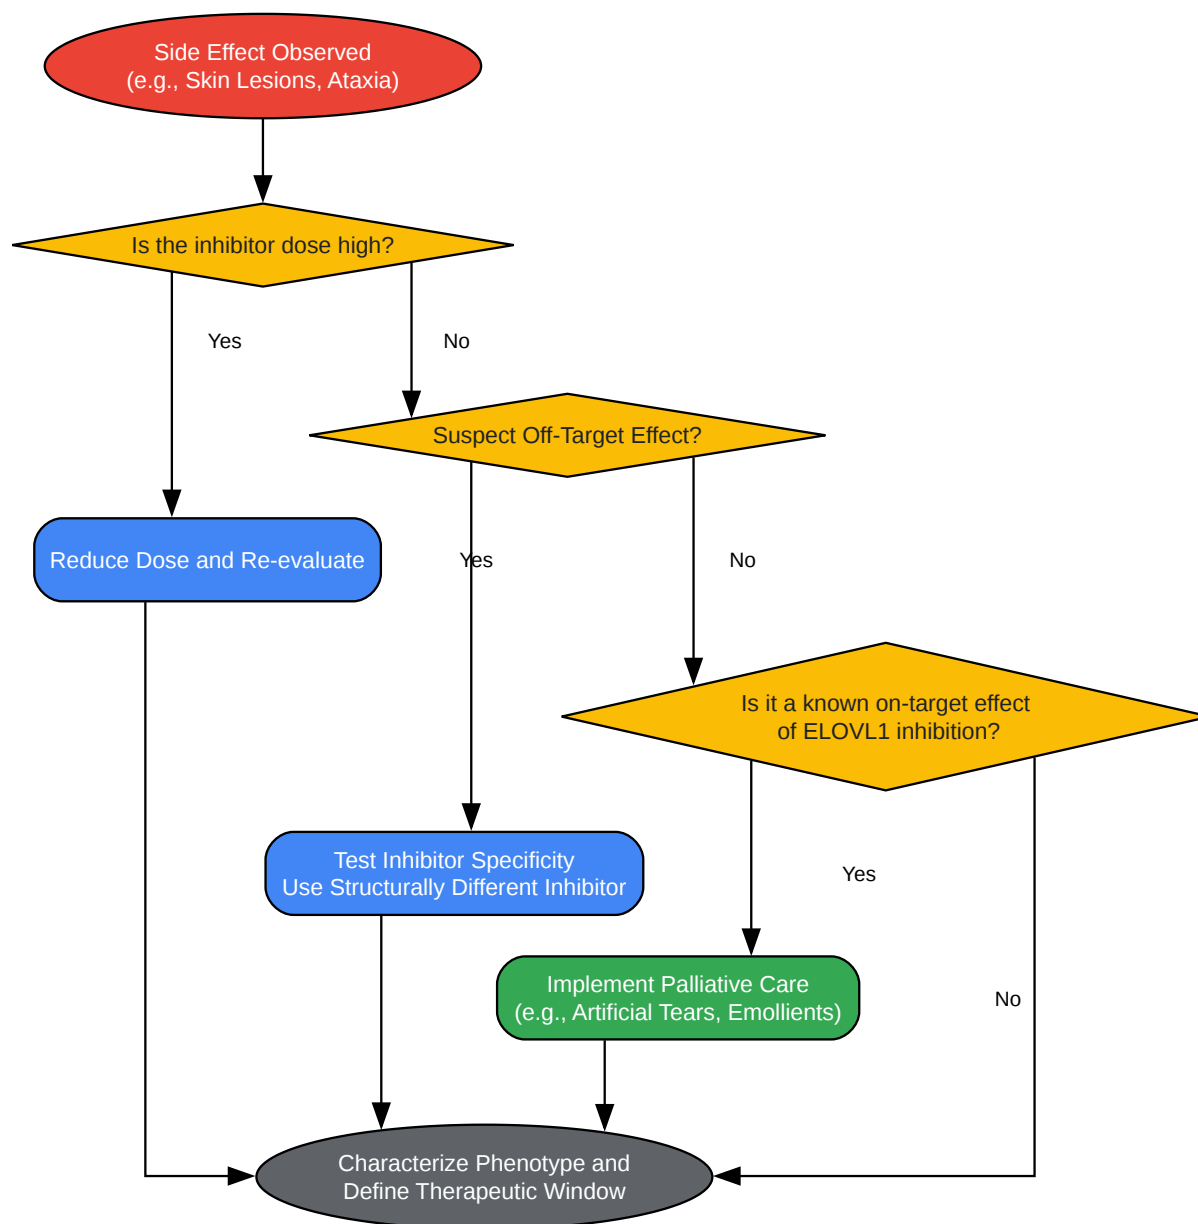 Side Effect Observed
(e.g., Skin Lesions, Ataxia)
Is the inhibitor dose high?
Yes
No
Suspect Off-Target Effect?
Reduce Dose and Re-evaluate
Yes
No
Is it a known on-target effect
of ELOVL1 inhibition?
Test Inhibitor Specificity
Use Structurally Different Inhibitor
Yes
Implement Palliative Care
(e.g., Artificial Tears, Emollients)
No
Characterize Phenotype and
Define Therapeutic Window